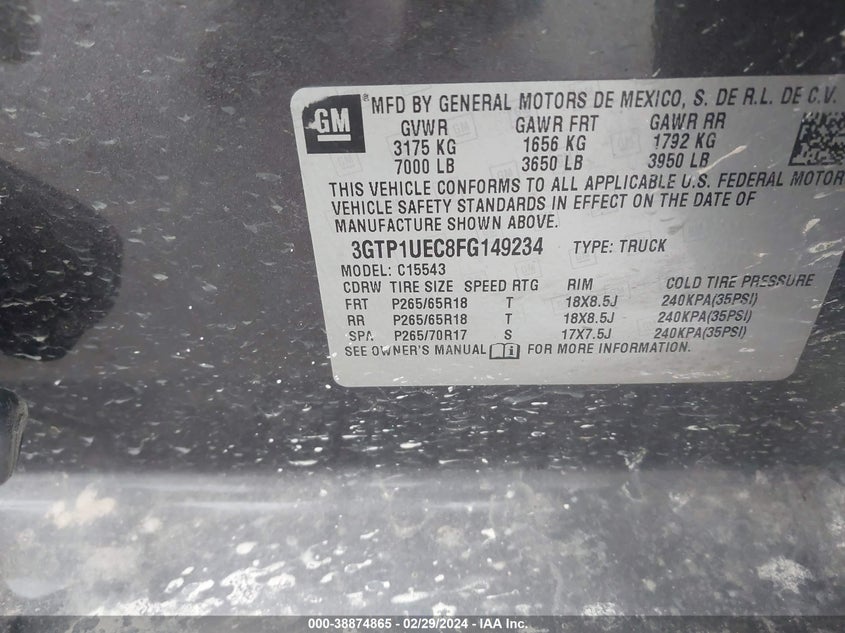 GM
® MFD BY GENERAL MOTORS DE MEXICO, S. DE R.L. DE C.V.
GVWR GAWR FRT GAWR RR
3175 KG 1656 KG 1792 KG
7000 LB 3650 LB 3950 LB
THIS VEHICLE CONFORMS TO ALL APPLICABLE U.S. FEDERAL MOTOR
VEHICLE SAFETY STANDARDS IN EFFECT ON THE DATE OF
MANUFACTURE SHOWN ABOVE.
3GTP1UEC8FG149234 TYPE: TRUCK
MODEL: C15543
CDRW TIRE SIZE SPEED RTG RIM COLD TIRE PRESSURE
FRT P265/65R18 T 18X8.5J 240KPA(35PSI)
RR P265/65R18 T 18X8.5J 240KPA(35PSI)
SPA P265/70R17 S 17X7.5J 240KPA(35PSI)
SEE OWNER'S MANUAL FOR MORE INFORMATION.
000-38874865 - 02/29/2024 - IAA Inc.